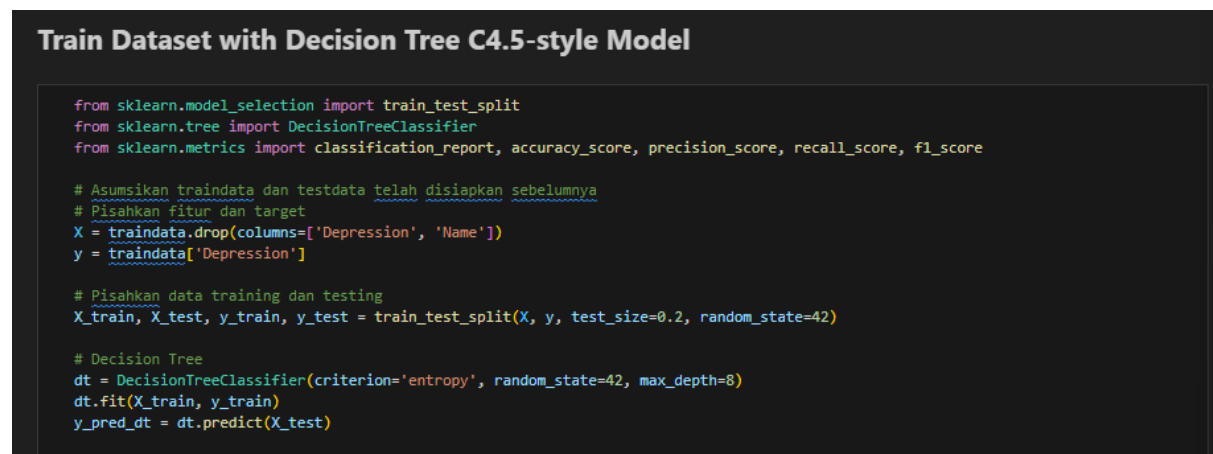 Train Dataset with Decision Tree C4.5-style Model
from sklearn.model_selection import train_test_split
from sklearn.tree import DecisionTreeClassifier
from sklearn.metrics import classification_report, accuracy_score, precision_score, recall_score, f1_score
# Asumsikan traindata dan testdata telah disiapkan sebelumnya
# Pisahkan fitur dan target
X = traindata.drop(columns=['Depression', 'Name'])
y = traindata['Depression']
# Pisahkan data training dan testing
X_train, X_test, y_train, y_test = train_test_split(X, y, test_size=0.2, random_state=42)
# Decision Tree
dt = DecisionTreeClassifier(criterion='entropy', random_state=42, max_depth=8)
dt.fit(X_train, y_train)
y_pred_dt = dt.predict(X_test)